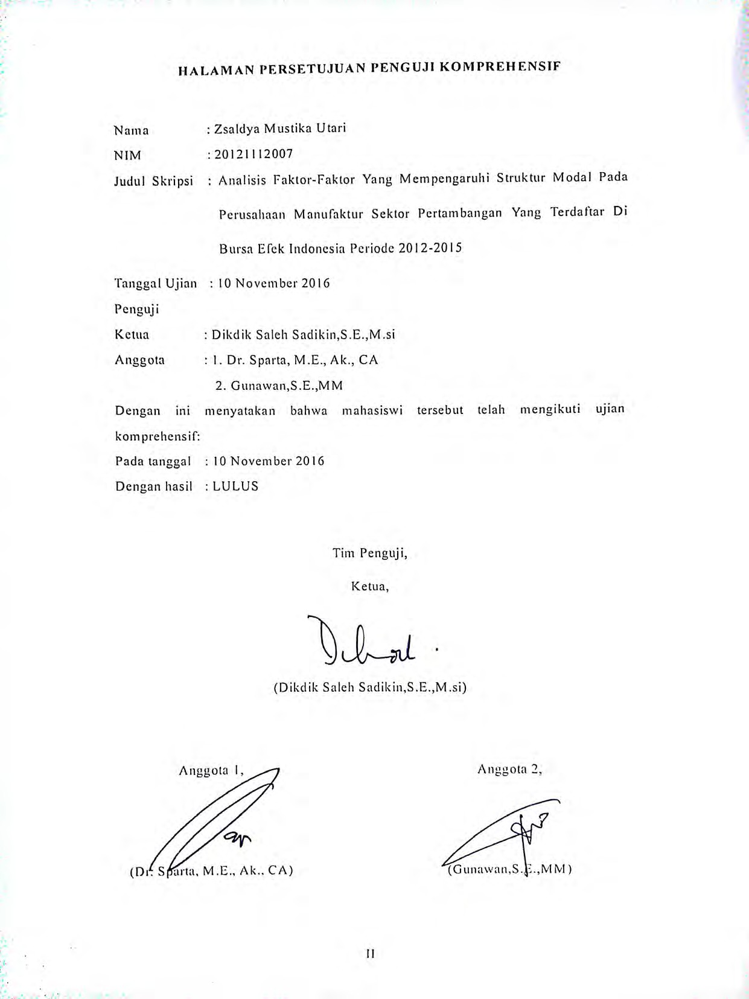 HALAMAN PERSETUJUAN PENGUJI KOMPREHENSIF
Nama : Zsaldya Mustika Utari
NIM : 20121112007
Judul Skripsi : Analisis Faktor-Faktor Yang Mempengaruhi Struktur Modal Pada
Perusahaan Manufaktur Sektor Pertambangan Yang Terdaftar Di
Bursa Efek Indonesia Periode 2012-2015
Tanggal Ujian : 10 November 2016
Penguji
Ketua : Dikdik Saleh Sadikin,S.E.,M.si
Anggota : 1. Dr. Sparta, M.E., Ak., CA
2. Gunawan,S.E.,MM
Dengan ini menyatakan bahwa mahasiswi tersebut telah mengikuti ujian
komprehensif:
Pada tanggal : 10 November 2016
Dengan hasil : LULUS
Tim Penguji,
Ketua,
(Dikdik Saleh Sadikin,S.E.,M.si)
Anggota 1,
Anggota 2,
(Dr. Sparta, M.E., Ak., CA)
(Gunawan,S.E.,MM)
II